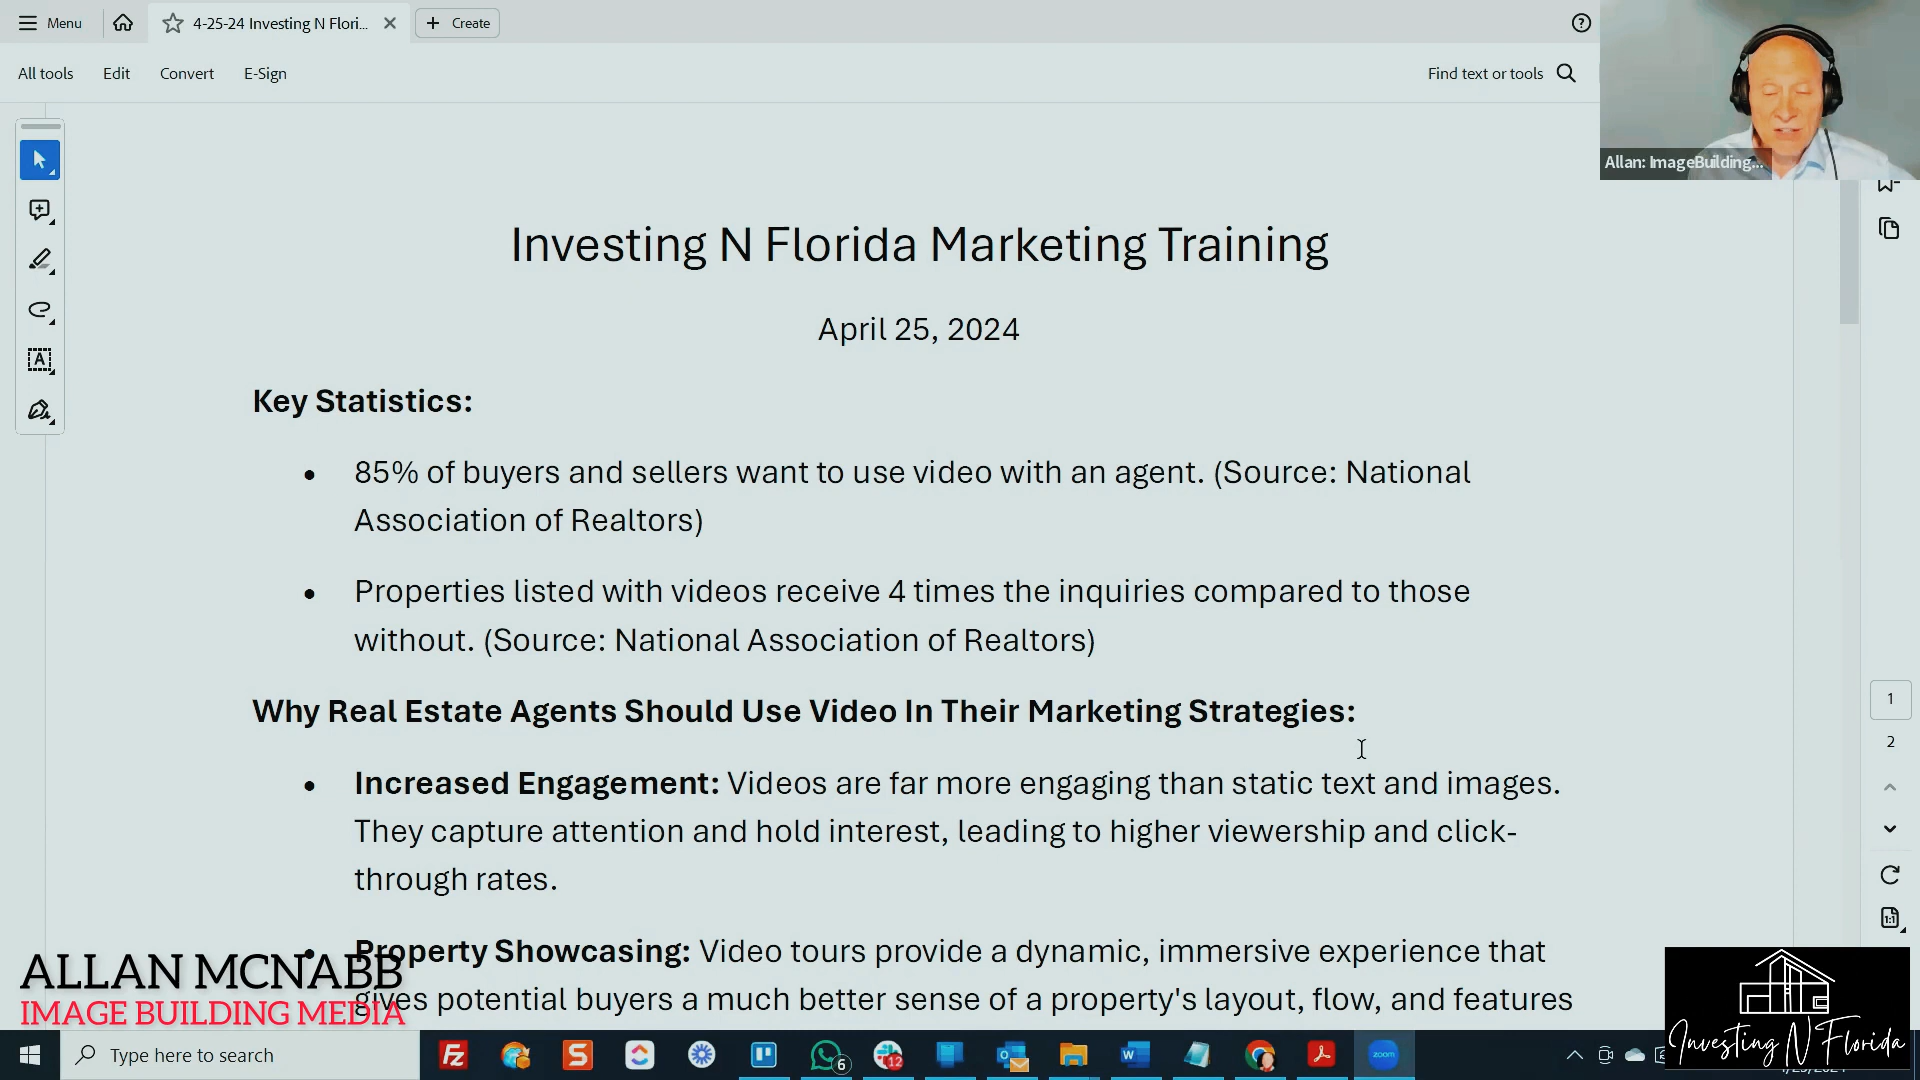 Menu
4-25-24 Investing N Flori...
Create
All tools
Edit
Convert
E-Sign
Find text or tools
Allan: ImageBuilding...
Investing N Florida Marketing Training
April 25, 2024
Key Statistics:
• 85% of buyers and sellers want to use video with an agent. (Source: National
Association of Realtors)
• Properties listed with videos receive 4 times the inquiries compared to those
without. (Source: National Association of Realtors)
Why Real Estate Agents Should Use Video In Their Marketing Strategies:
• Increased Engagement: Videos are far more engaging than static text and images.
They capture attention and hold interest, leading to higher viewership and click-
through rates.
• Property Showcasing: Video tours provide a dynamic, immersive experience that
gives potential buyers a much better sense of a property's layout, flow, and features
1
2
1:1
ALLAN MCNABB
IMAGE BUILDING MEDIA
Type here to search
Fz
S
6
12
W
zoom
Investing N Florida